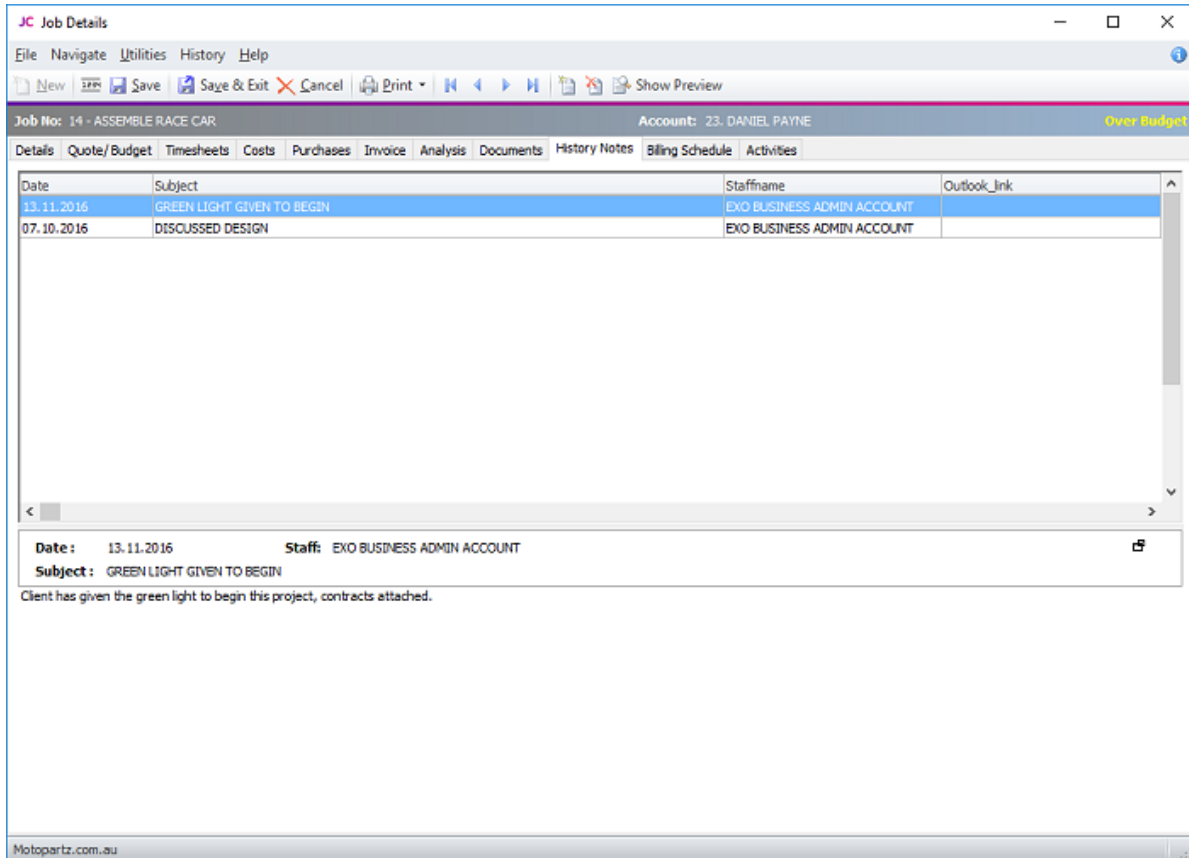 JC Job Details
File Navigate Utilities History Help
New Save Save & Exit Cancel Print Show Preview
Job No: 14 - ASSEMBLE RACE CAR Account: 23. DANIEL PAYNE Over Budget
Details Quote/Budget Timesheets Costs Purchases Invoice Analysis Documents History Notes Billing Schedule Activities
Date Subject Staffname Outlook_link
13.11.2016 GREEN LIGHT GIVEN TO BEGIN EXO BUSINESS ADMIN ACCOUNT
07.10.2016 DISCUSSED DESIGN EXO BUSINESS ADMIN ACCOUNT
Date: 13.11.2016 Staff: EXO BUSINESS ADMIN ACCOUNT
Subject: GREEN LIGHT GIVEN TO BEGIN
Client has given the green light to begin this project, contracts attached.
Motopartz.com.au